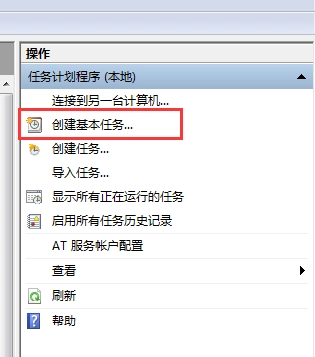 操作
任务计划程序 (本地)
连接到另一台计算机...
创建基本任务...
创建任务...
导入任务...
显示所有正在运行的任务
启用所有任务历史记录
AT 服务帐户配置
查看
刷新
帮助